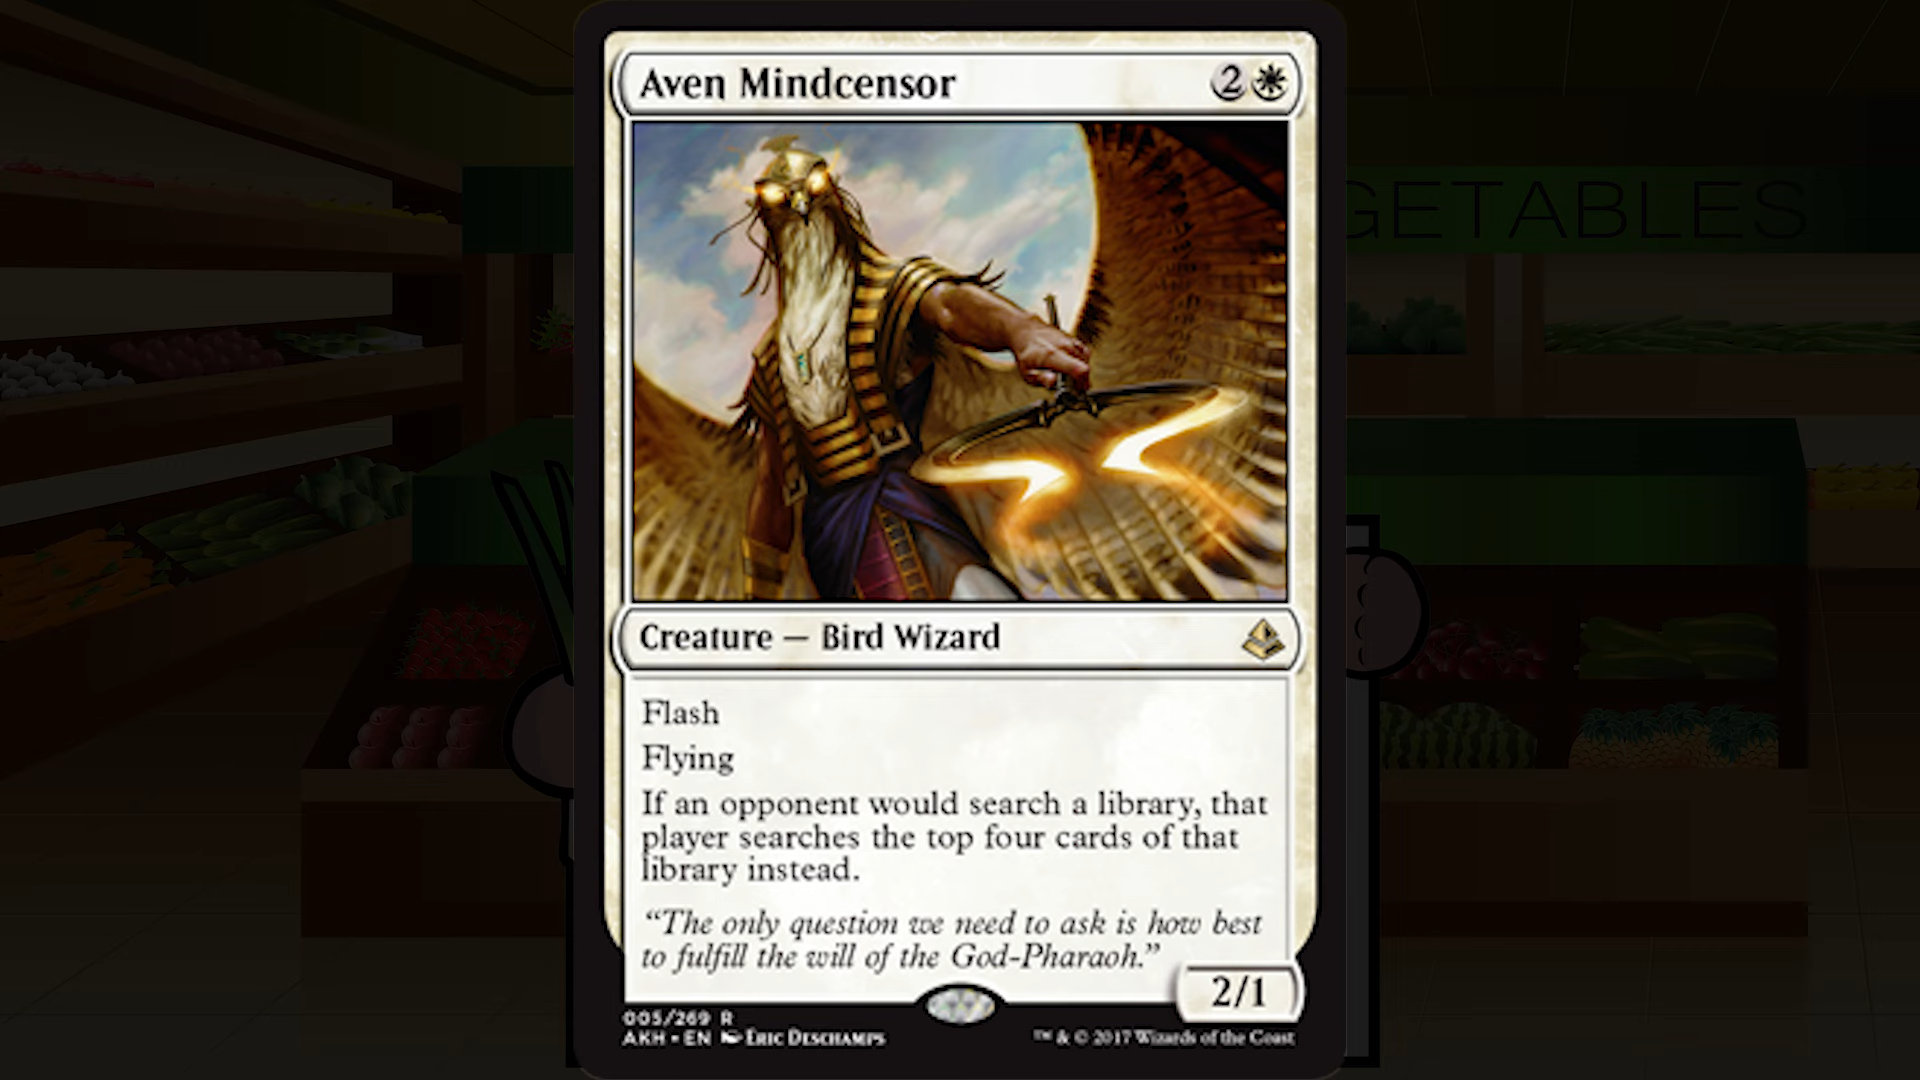 Aven Mindcensor
2
GETABLES
Creature — Bird Wizard
Flash
Flying
If an opponent would search a library, that
player searches the top four cards of that
library instead.
“The only question we need to ask is how best
to fulfill the will of the God-Pharaoh.”
2/1
005/269 R
AKH • EN ERIC DESCHAMPS
™ & © 2017 Wizards of the Coast